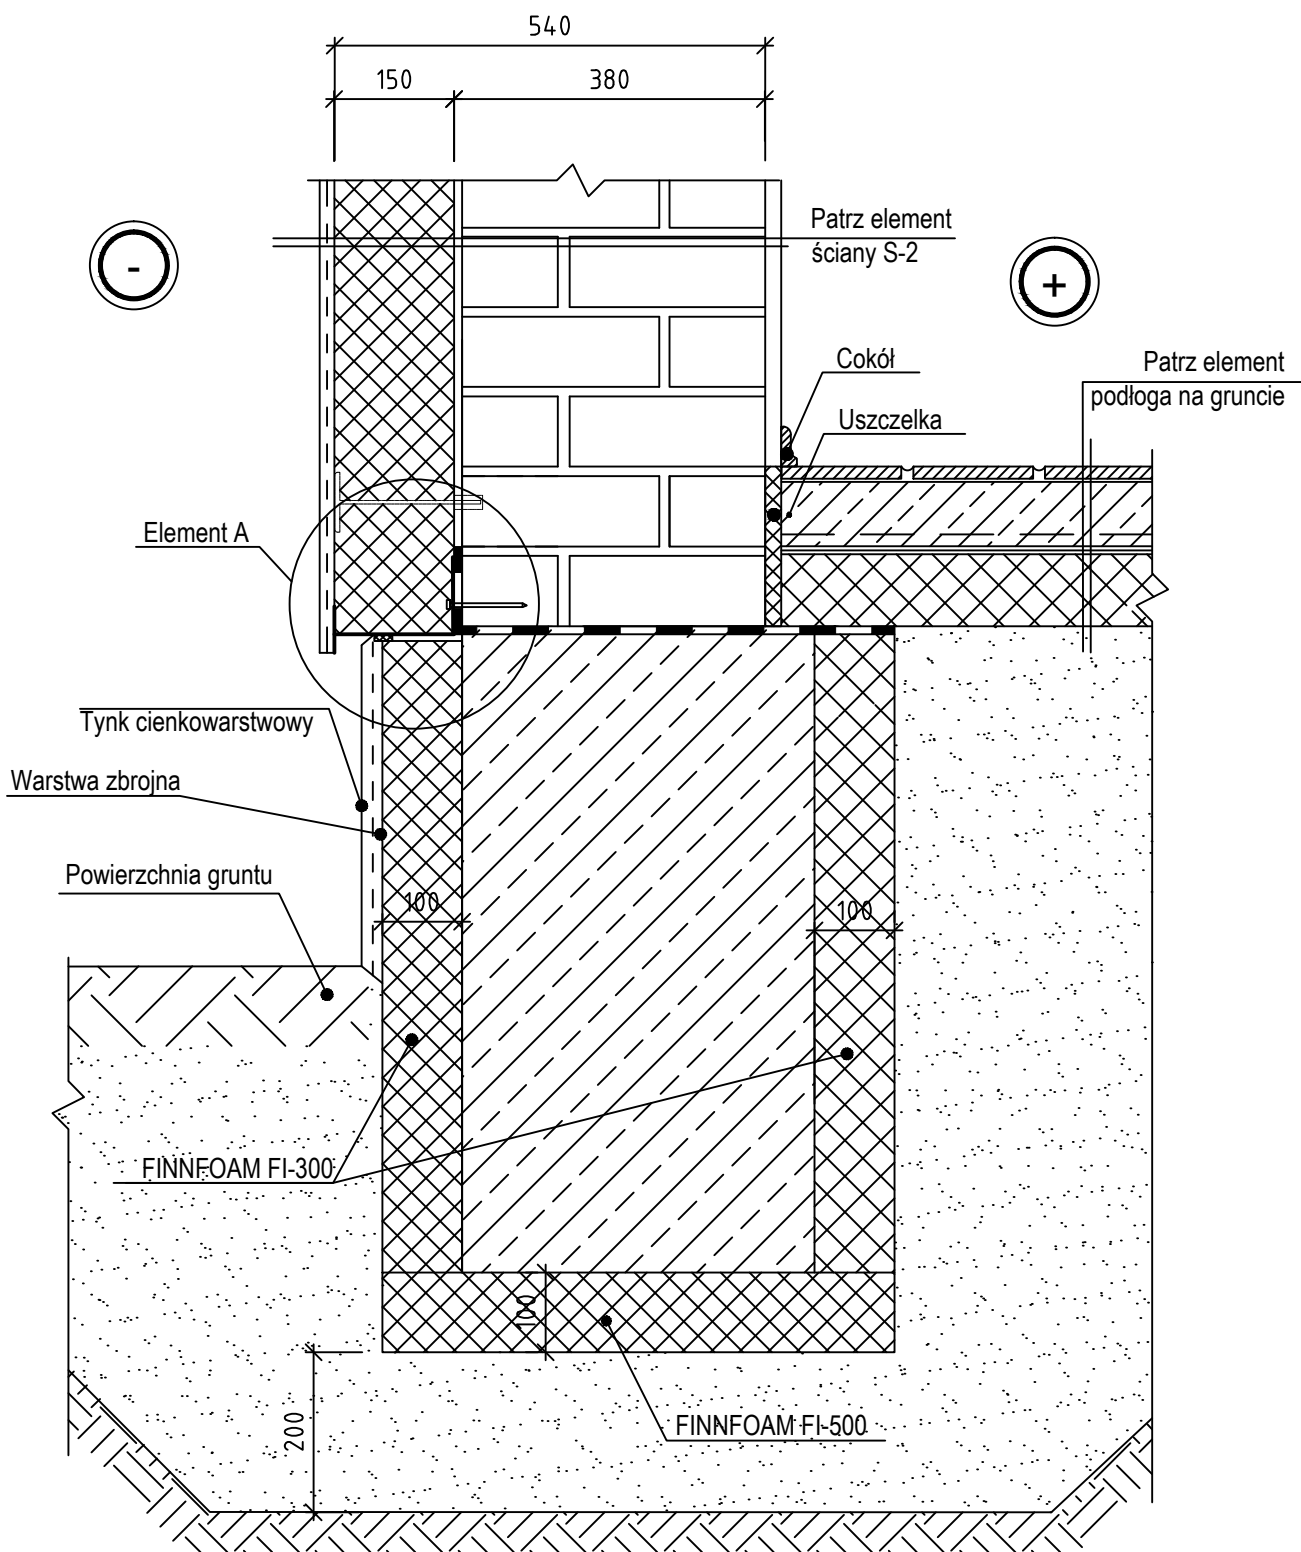 540
150
380
Patrz element
ściany S-2
-
+
Cokół
Patrz element
podłoga na gruncie
Uszczelka
Element A
Tynk cienkowarstwowy
Warstwa zbrojna
Powierzchnia gruntu
100
100
FINNFOAM FI-300
100
FINNFOAM FI-500
200